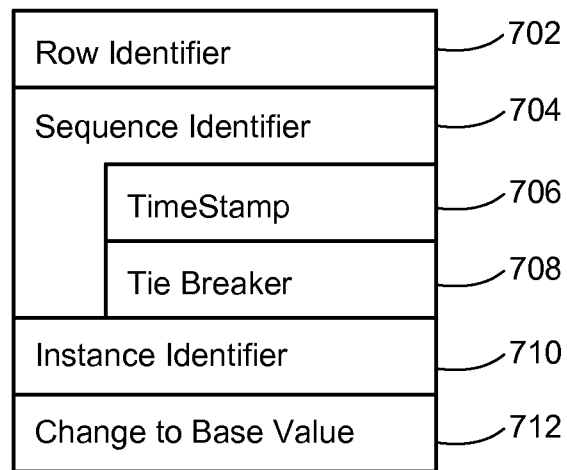 Row Identifier 702
Sequence Identifier 704
TimeStamp 706
Tie Breaker 708
Instance Identifier 710
Change to Base Value 712